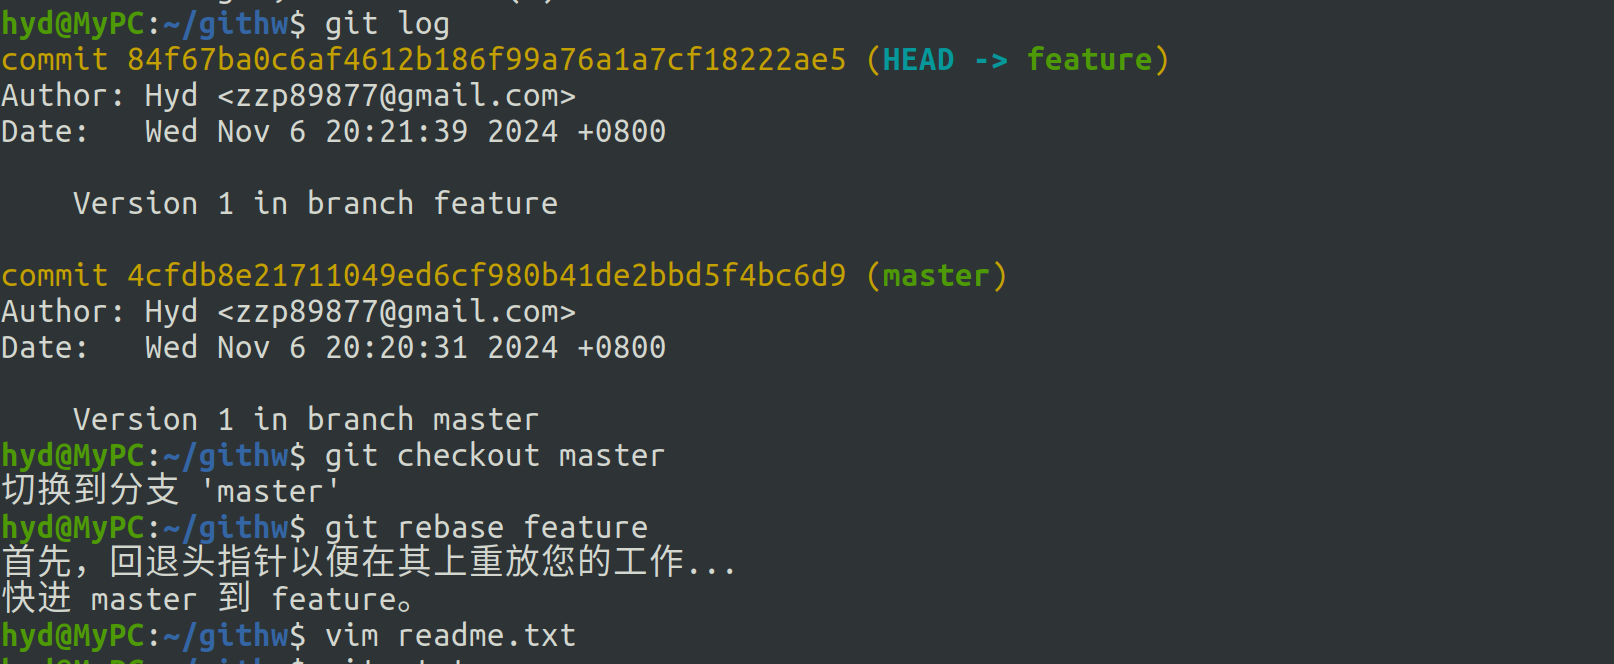 hyd@MyPC:~/githw$ git log
commit 84f67ba0c6af4612b186f99a76a1a7cf18222ae5 (HEAD -> feature)
Author: Hyd <zzp89877@gmail.com>
Date:   Wed Nov 6 20:21:39 2024 +0800
    Version 1 in branch feature
commit 4cfdb8e21711049ed6cf980b41de2bbd5f4bc6d9 (master)
Author: Hyd <zzp89877@gmail.com>
Date:   Wed Nov 6 20:20:31 2024 +0800
    Version 1 in branch master
hyd@MyPC:~/githw$ git checkout master
切换到分支 'master'
hyd@MyPC:~/githw$ git rebase feature
首先，回退头指针以便在其上重放您的工作...
快进 master 到 feature。
hyd@MyPC:~/githw$ vim readme.txt